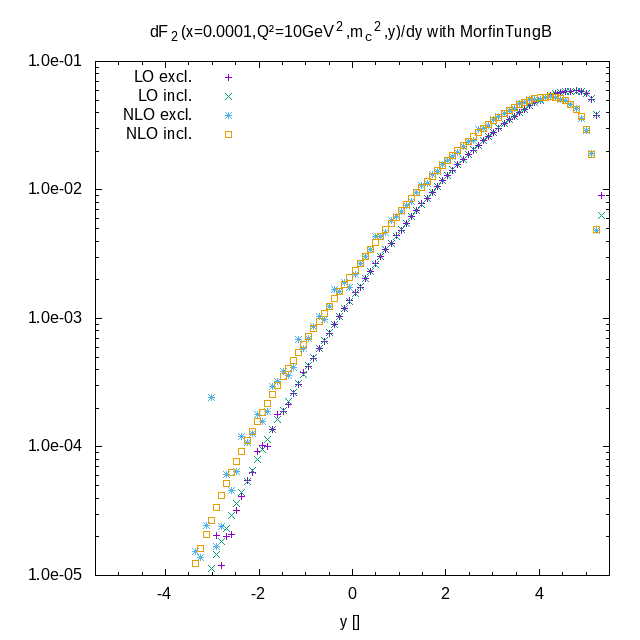 dF2(x=0.0001,Q²=10GeV²,mc²,y)/dy with MorfinTungB
LO excl.
LO incl.
NLO excl.
NLO incl.
1.0e-01
1.0e-02
1.0e-03
1.0e-04
1.0e-05
-4 -2 0 2 4
y []